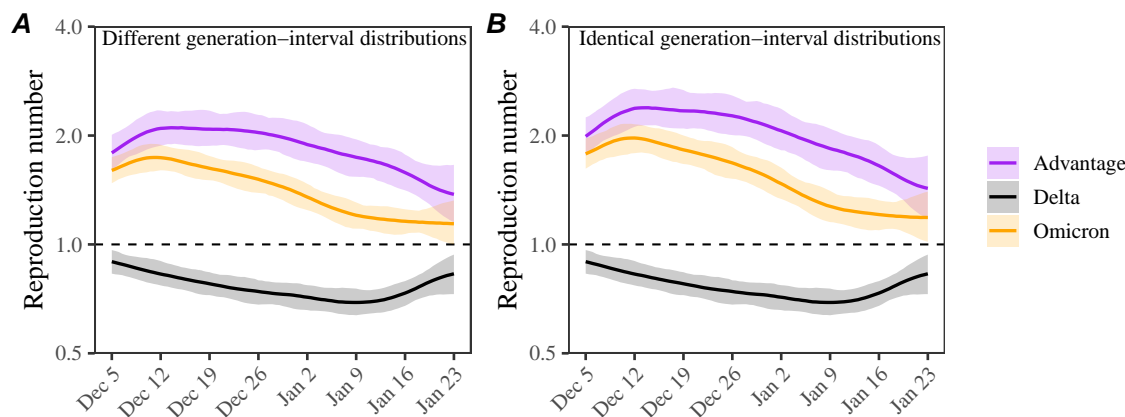 A
Different generation−interval distributions
Reproduction number
4.0
2.0
1.0
0.5
Dec 5
Dec 12
Dec 19
Dec 26
Jan 2
Jan 9
Jan 16
Jan 23
B
Identical generation−interval distributions
Reproduction number
4.0
2.0
1.0
0.5
Dec 5
Dec 12
Dec 19
Dec 26
Jan 2
Jan 9
Jan 16
Jan 23
Advantage
Delta
Omicron